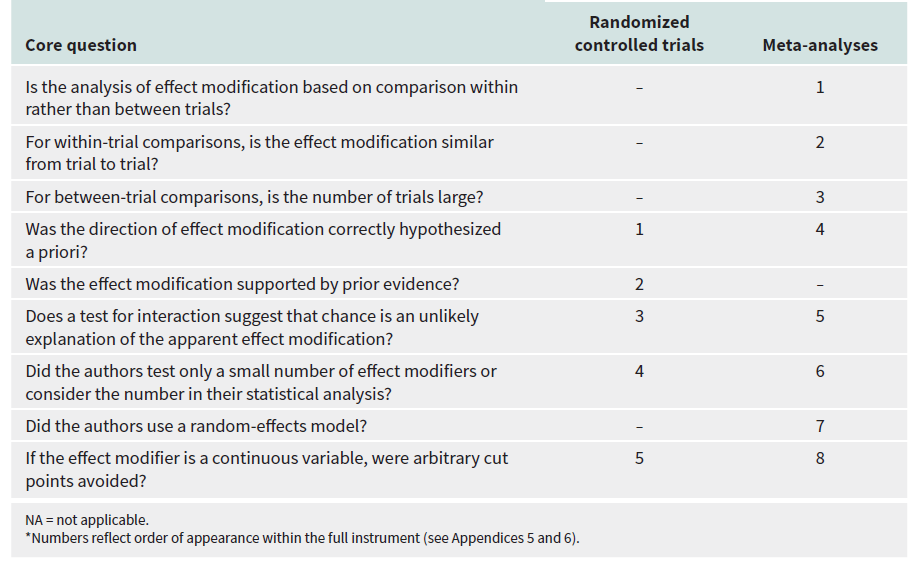 Randomized
Core question controlled trials Meta-analyses
Is the analysis of effect modification based on comparison within – 1
rather than between trials?
For within-trial comparisons, is the effect modification similar – 2
from trial to trial?
For between-trial comparisons, is the number of trials large? – 3
Was the direction of effect modification correctly hypothesized 1 4
a priori?
Was the effect modification supported by prior evidence? 2 –
Does a test for interaction suggest that chance is an unlikely 3 5
explanation of the apparent effect modification?
Did the authors test only a small number of effect modifiers or 4 6
consider the number in their statistical analysis?
Did the authors use a random-effects model? – 7
If the effect modifier is a continuous variable, were arbitrary cut 5 8
points avoided?
NA = not applicable.
*Numbers reflect order of appearance within the full instrument (see Appendices 5 and 6).